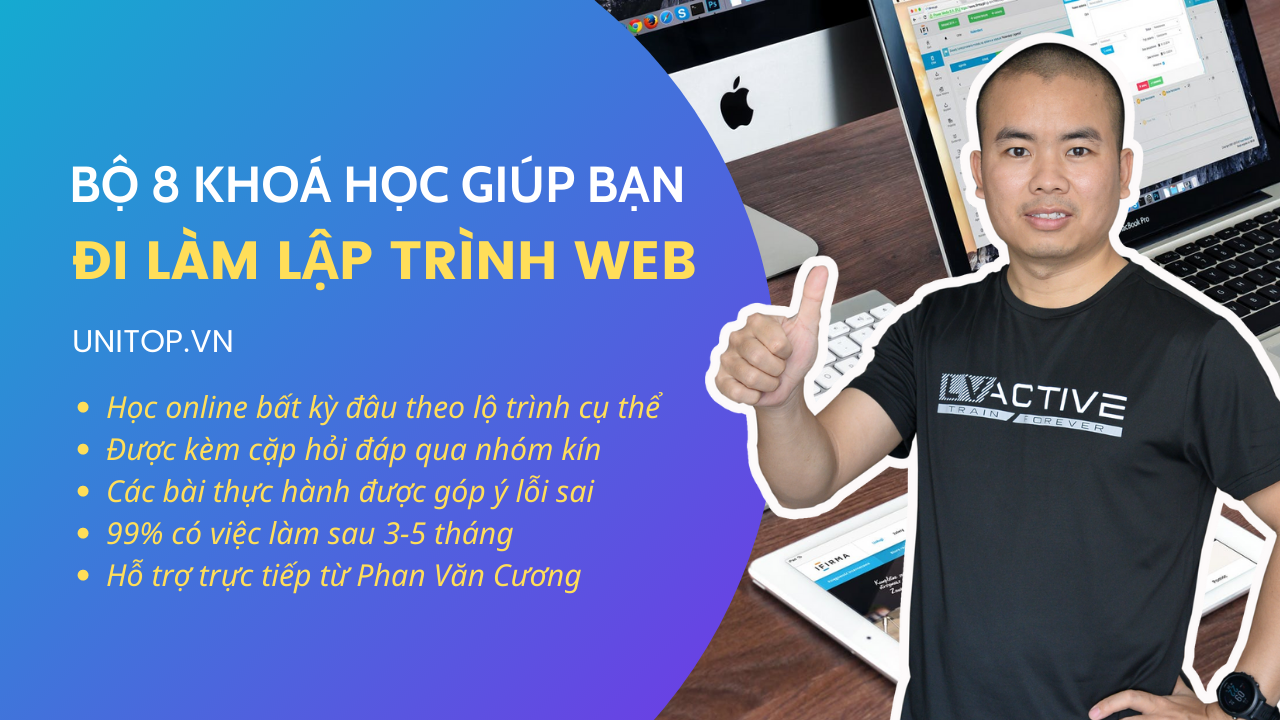 BỘ 8 KHOÁ HỌC GIÚP BẠN
ĐI LÀM LẬP TRÌNH WEB
UNITOP.VN
Học online bất kỳ đâu theo lộ trình cụ thể
Được kèm cặp hỏi đáp qua nhóm kín
Các bài thực hành được góp ý lỗi sai
99% có việc làm sau 3-5 tháng
Hỗ trợ trực tiếp từ Phan Văn Cương
MacBook Pro
LVACTIVE
TRAIN FOREVER
IFIRMA